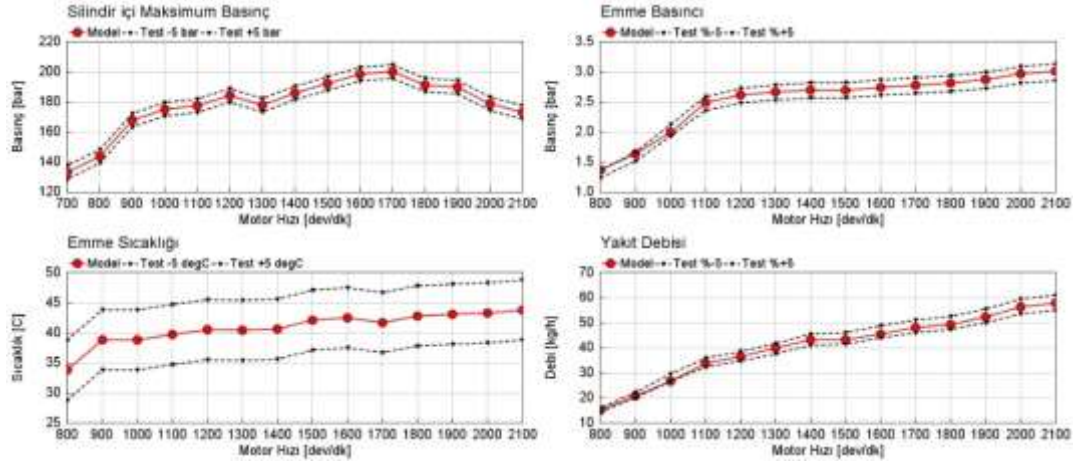 Silindir içi Maksimum Basınç
Model Test -5 bar Test +5 bar
Basınç [bar]
220
200
180
160
140
120
700 800 900 1000 1100 1200 1300 1400 1500 1600 1700 1800 1900 2000 2100
Motor Hızı [dev/dk]
Emme Basıncı
Model Test %-5 Test %+5
Basınç [bar]
3.5
3.0
2.5
2.0
1.5
1.0
800 900 1000 1100 1200 1300 1400 1500 1600 1700 1800 1900 2000 2100
Motor Hızı [dev/dk]
Emme Sıcaklığı
Model Test -5 degC Test +5 degC
Sıcaklık [C]
50
45
40
35
30
25
800 900 1000 1100 1200 1300 1400 1500 1600 1700 1800 1900 2000 2100
Motor Hızı [dev/dk]
Yakıt Debisi
Model Test %-5 Test %+5
Debi [kg/h]
70
60
50
40
30
20
10
800 900 1000 1100 1200 1300 1400 1500 1600 1700 1800 1900 2000 2100
Motor Hızı [dev/dk]